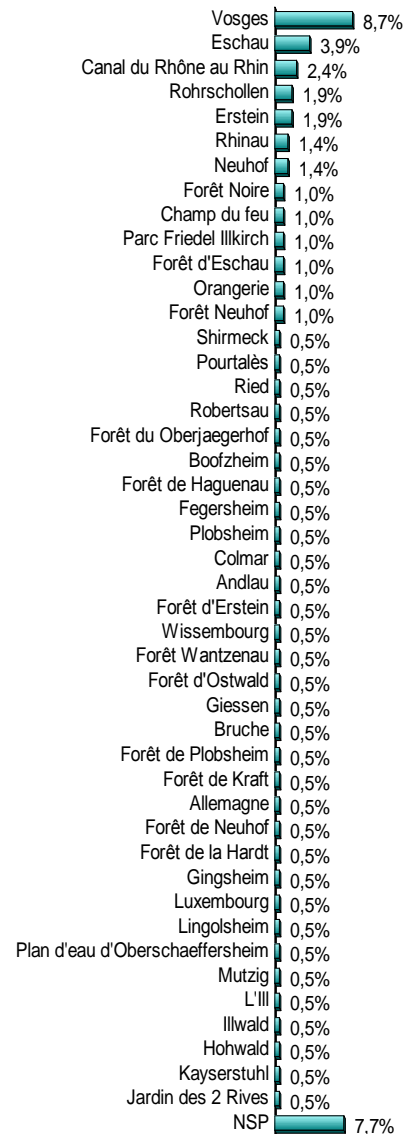 Vosges 8,7%
Eschau 3,9%
Canal du Rhône au Rhin 2,4%
Rohrschollen 1,9%
Erstein 1,9%
Rhinau 1,4%
Neuhof 1,4%
Forêt Noire 1,0%
Champ du feu 1,0%
Parc Friedel Illkirch 1,0%
Forêt d'Eschau 1,0%
Orangerie 1,0%
Forêt Neuhof 1,0%
Shirmeck 0,5%
Pourtalès 0,5%
Ried 0,5%
Robertsau 0,5%
Forêt du Oberjaegerhof 0,5%
Boofzheim 0,5%
Forêt de Haguenau 0,5%
Fegersheim 0,5%
Plobsheim 0,5%
Colmar 0,5%
Andlau 0,5%
Forêt d'Erstein 0,5%
Wissembourg 0,5%
Forêt Wantzenau 0,5%
Forêt d'Ostwald 0,5%
Giessen 0,5%
Bruche 0,5%
Forêt de Plobsheim 0,5%
Forêt de Kraft 0,5%
Allemagne 0,5%
Forêt de Neuhof 0,5%
Forêt de la Hardt 0,5%
Gingsheim 0,5%
Luxembourg 0,5%
Lingolsheim 0,5%
Plan d'eau d'Oberschaeffersheim 0,5%
Mutzig 0,5%
L'Ill 0,5%
Illwald 0,5%
Hohwald 0,5%
Kayserstuhl 0,5%
Jardin des 2 Rives 0,5%
NSP 7,7%